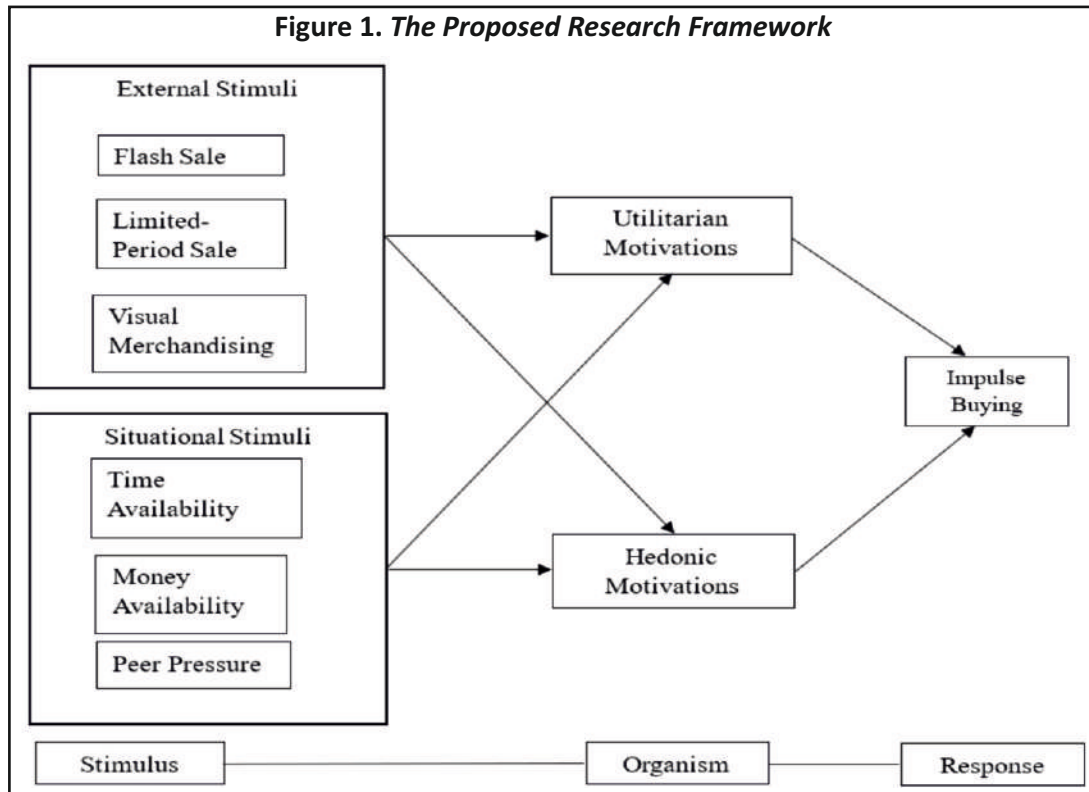 Figure 1. The Proposed Research Framework
External Stimuli
Flash Sale
Limited-
Period Sale
Visual
Merchandising
Situational Stimuli
Time
Availability
Money
Availability
Peer Pressure
Utilitarian
Motivations
Hedonic
Motivations
Impulse
Buying
Stimulus
Organism
Response